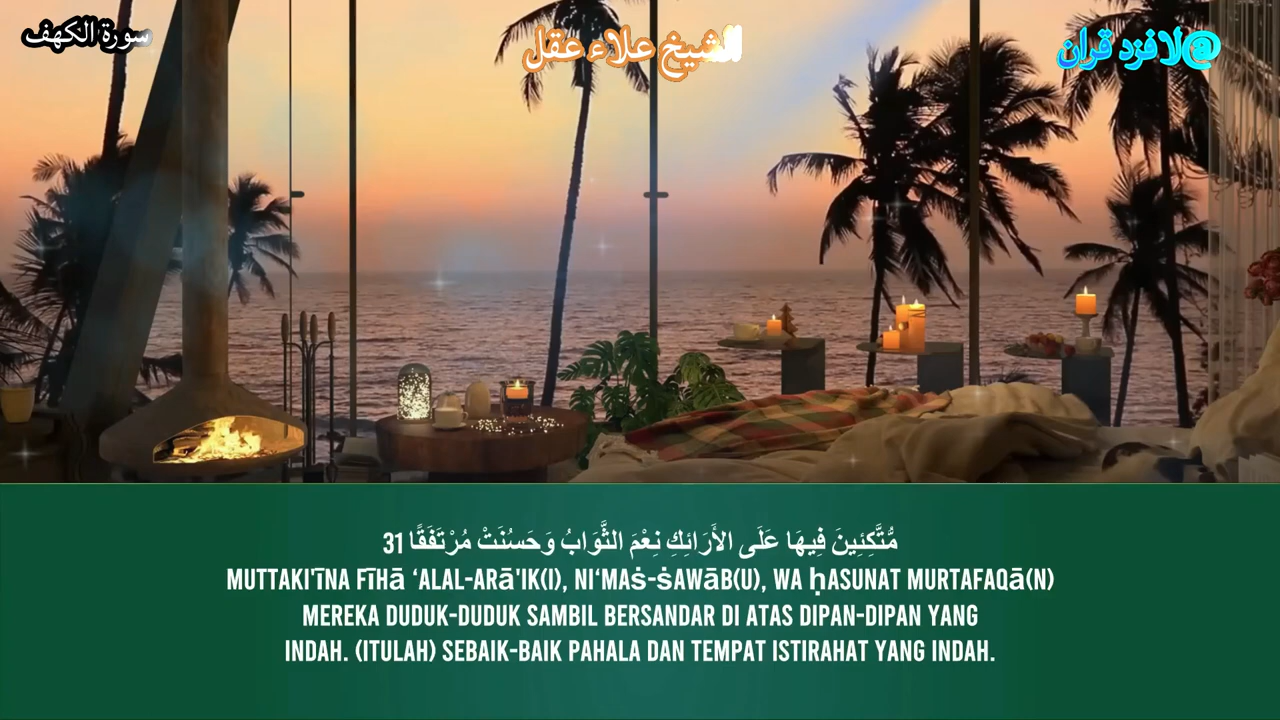 سورة الكهف
الشيخ علاء عقل
@لافزد قران
مُّتَّكِئِينَ فِيهَا عَلَى الأَرَائِكِ نِعْمَ الثَّوَابُ وَحَسُنَتْ مُرْتَفَقًا 31
MUTTAKI'ĪNA FĪHĀ ‘ALAL-ARĀ'IK(I), NI‘MAṠ-ṠAWĀB(U), WA ḤASUNAT MURTAFAQĀ(N)
MEREKA DUDUK-DUDUK SAMBIL BERSANDAR DI ATAS DIPAN-DIPAN YANG
INDAH. (ITULAH) SEBAIK-BAIK PAHALA DAN TEMPAT ISTIRAHAT YANG INDAH.